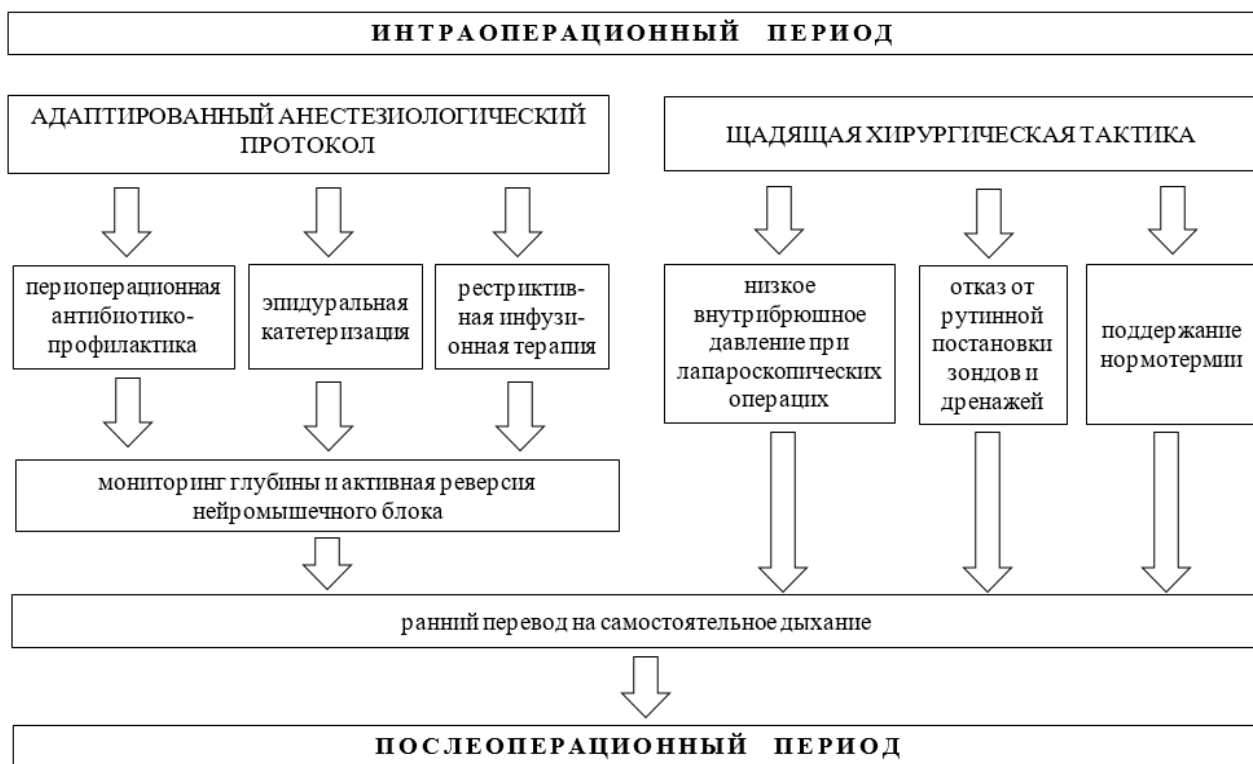 ИНТРАОПЕРАЦИОННЫЙ ПЕРИОД
АДАПТИРОВАННЫЙ АНЕСТЕЗИОЛОГИЧЕСКИЙ
ПРОТОКОЛ
ЩАДЯЩАЯ ХИРУРГИЧЕСКАЯ ТАКТИКА
периоперационная
антибиотико-
профилактика
эпидуральная
катетеризация
рестриктив-
ная инфузи-
онная терапия
низкое
внутрибрюшное
давление при
лапароскопических
операцих
отказ от
рутинной
постановки
зондов и
дренажей
поддержание
нормотермии
мониторинг глубины и активная реверсия
нейромышечного блока
ранний перевод на самостоятельное дыхание
ПОСЛЕОПЕРАЦИОННЫЙ ПЕРИОД